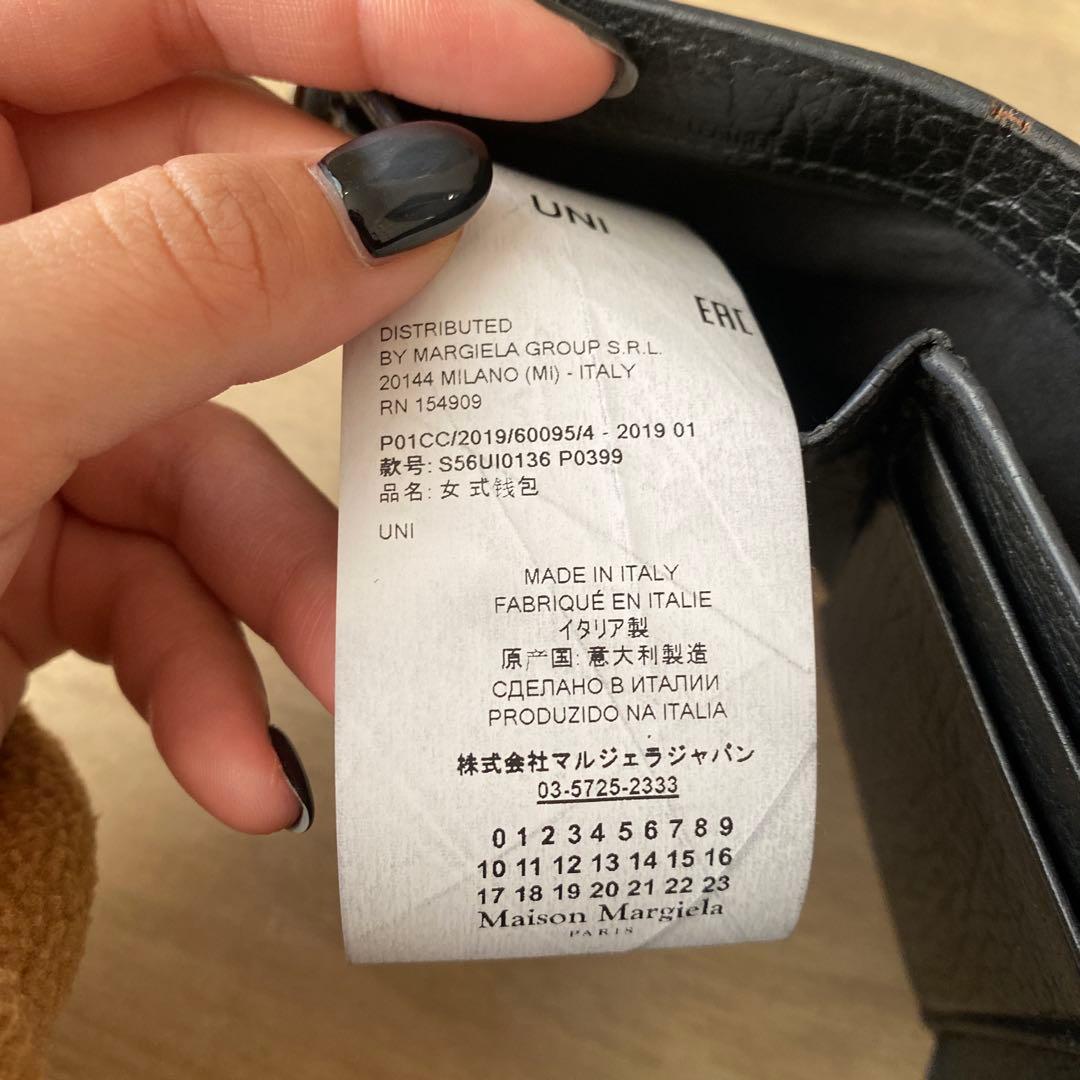 UNI
EAC
DISTRIBUTED
BY MARGIELA GROUP S.R.L.
20144 MILANO (MI) - ITALY
RN 154909
P01CC/2019/60095/4 - 2019 01
款号: S56UI0136 P0399
品名: 女 式钱包
UNI
MADE IN ITALY
FABRIQUÉ EN ITALIE
イタリア製
原产国: 意大利製造
СДЕЛАНО В ИТАЛИИ
PRODUZIDO NA ITALIA
株式会社マルジェラジャパン
03-5725-2333
0 1 2 3 4 5 6 7 8 9
10 11 12 13 14 15 16
17 18 19 20 21 22 23
Maison Margiela
PARIS